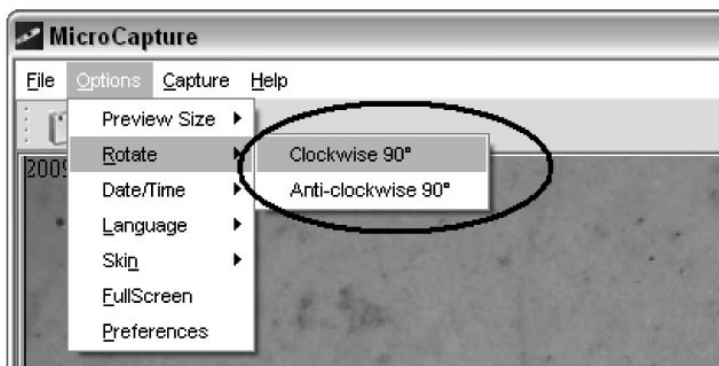 MicroCapture
File Options Capture Help
Preview Size
Rotate
Clockwise 90°
2009
Date/Time
Anti-clockwise 90°
Language
Skin
FullScreen
Preferences